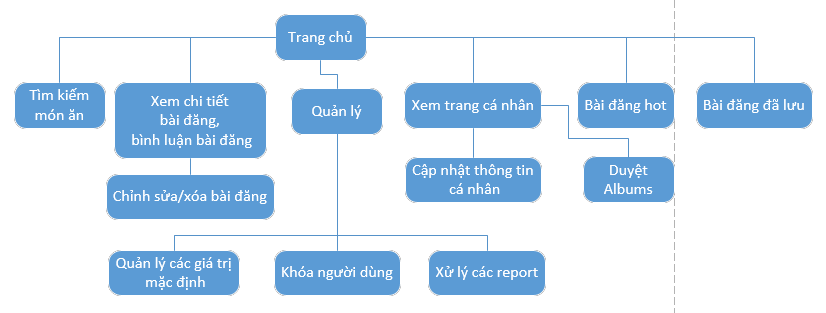 Trang chủ
Tìm kiếm
món ăn
Xem chi tiết
bài đăng,
bình luận bài đăng
Quản lý
Xem trang cá nhân
Bài đăng hot
Bài đăng đã lưu
Chỉnh sửa/xóa bài đăng
Cập nhật thông tin
cá nhân
Duyệt
Albums
Quản lý các giá trị
mặc định
Khóa người dùng
Xử lý các report